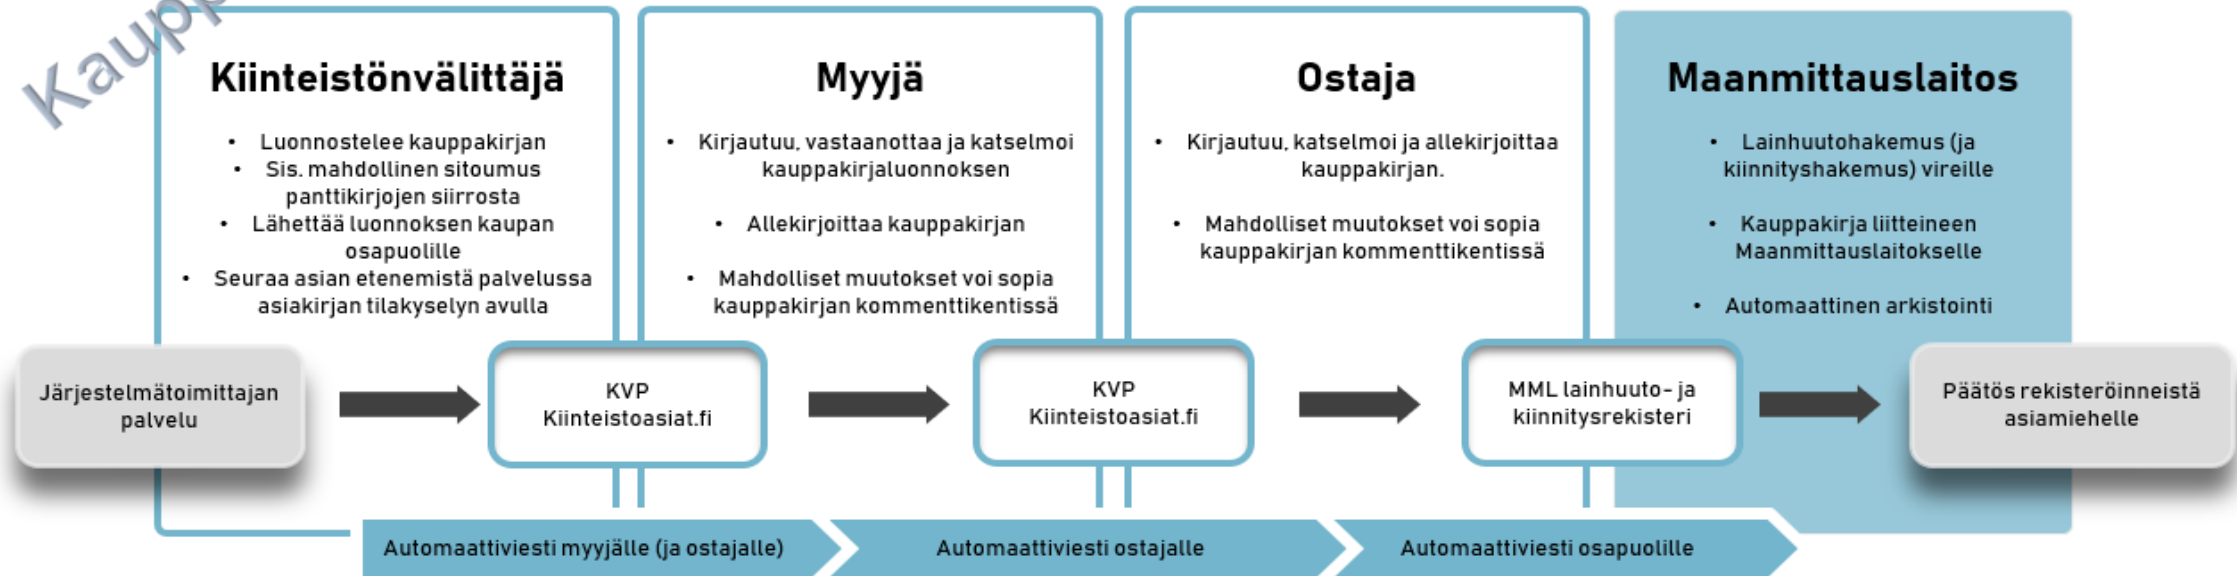 Kiinteistönvälittäjä
• Luonnostelee kauppakirjan
• Sis. mahdollinen sitoumus
panttikirjojen siirrosta
• Lähettää luonnoksen kaupan
osapuolille
• Seuraa asian etenemistä palvelussa
asiakirjan tilakyselyn avulla
Myyjä
• Kirjautuu, vastaanottaa ja katselmoi
kauppakirjaluonnoksen
• Allekirjoittaa kauppakirjan
• Mahdolliset muutokset voi sopia
kauppakirjan kommenttikentissä
Ostaja
• Kirjautuu, katselmoi ja allekirjoittaa
kauppakirjan.
• Mahdolliset muutokset voi sopia
kauppakirjan kommenttikentissä
Maanmittauslaitos
• Lainhuutohakemus (ja
kiinnityshakemus) vireille
• Kauppakirja liitteineen
Maanmittauslaitokselle
• Automaattinen arkistointi
Järjestelmätoimittajan
palvelu
KVP
Kiinteistoasiat.fi
KVP
Kiinteistoasiat.fi
MML lainhuuto- ja
kiinnitysrekisteri
Päätös rekisteröinneistä
asiamiehelle
Automaattiviesti myyjälle (ja ostajalle)
Automaattiviesti ostajalle
Automaattiviesti osapuolille